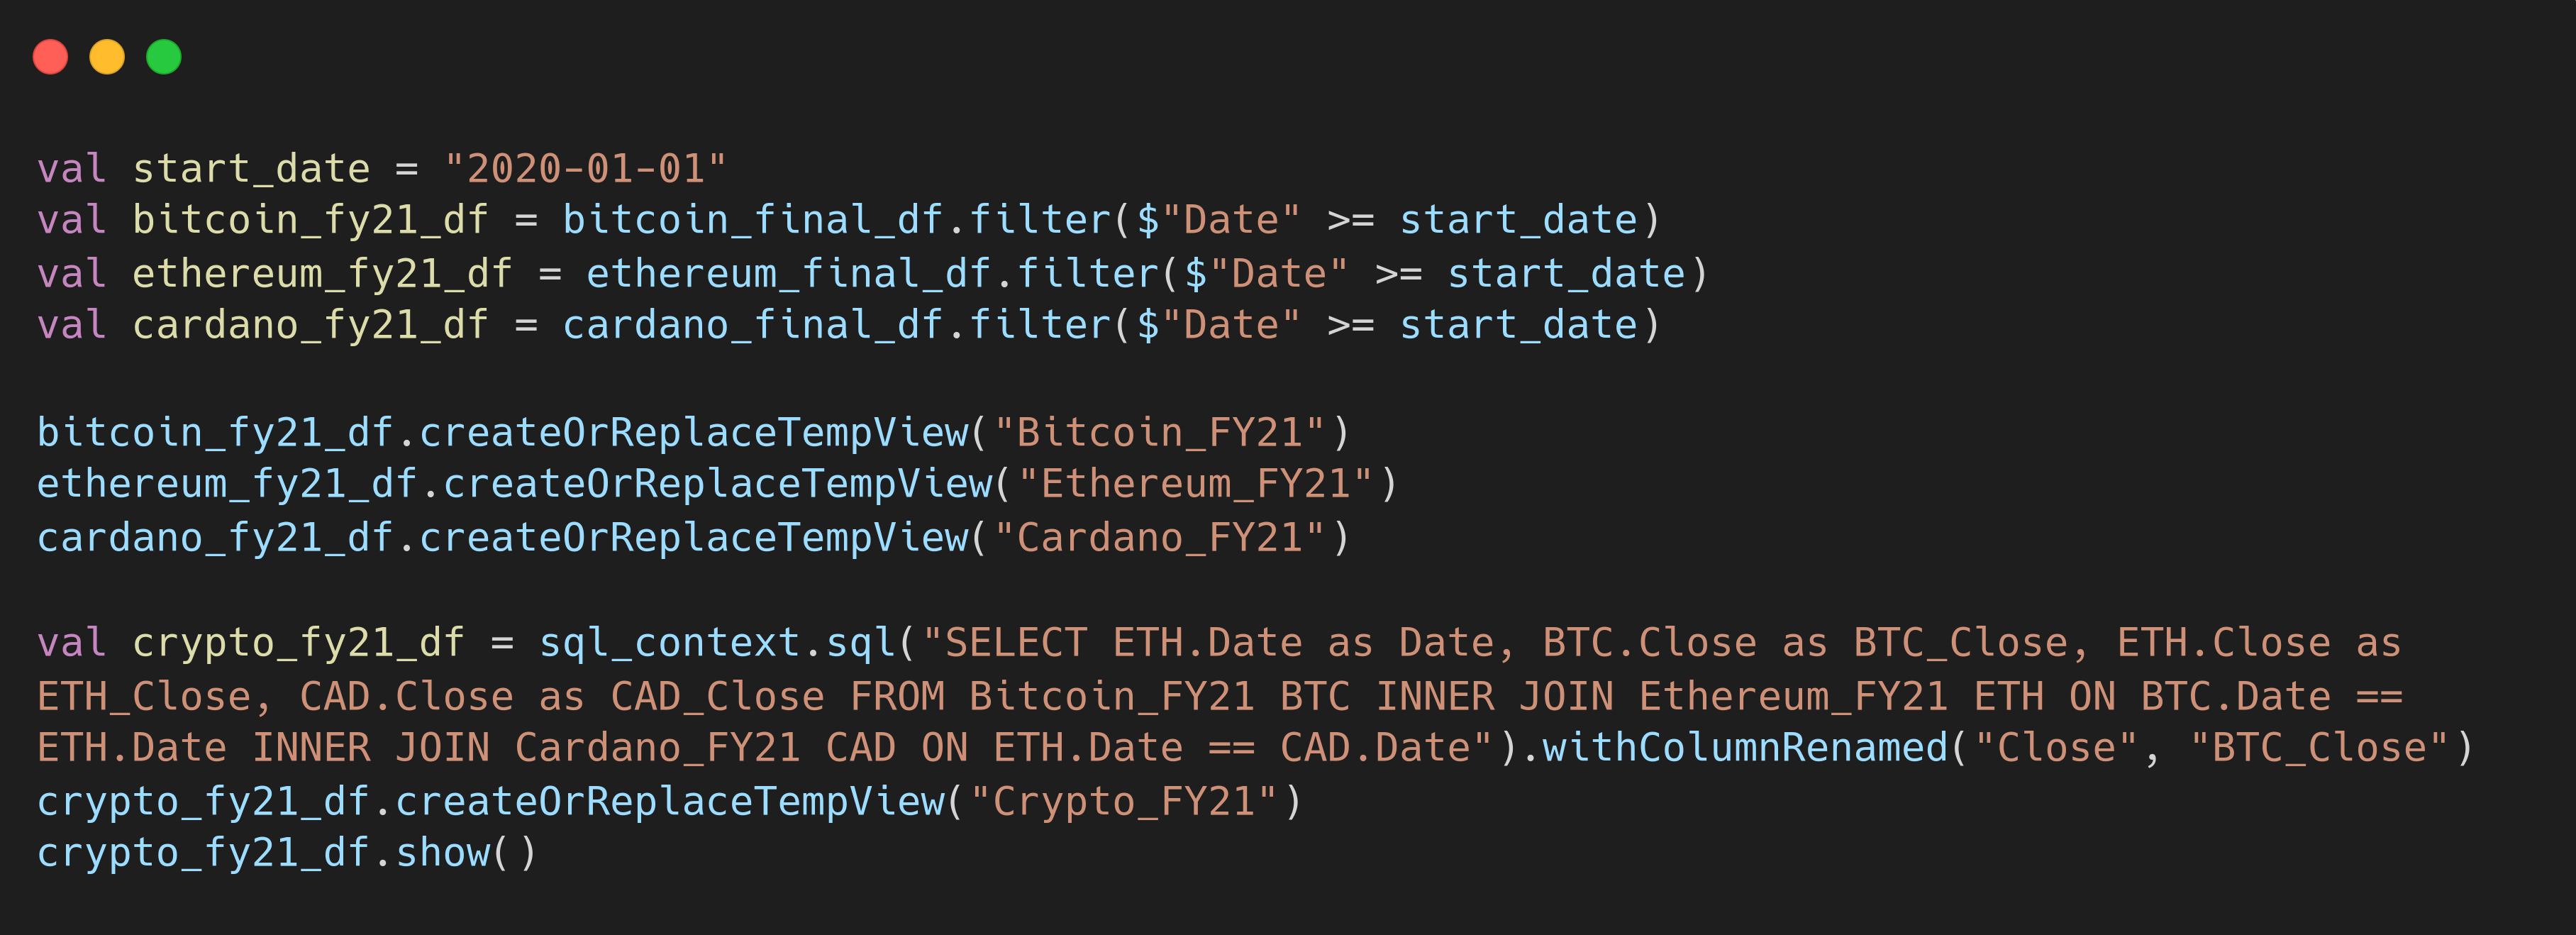 val start_date = "2020-01-01"
val bitcoin_fy21_df = bitcoin_final_df.filter($"Date" >= start_date)
val ethereum_fy21_df = ethereum_final_df.filter($"Date" >= start_date)
val cardano_fy21_df = cardano_final_df.filter($"Date" >= start_date)
bitcoin_fy21_df.createOrReplaceTempView("Bitcoin_FY21")
ethereum_fy21_df.createOrReplaceTempView("Ethereum_FY21")
cardano_fy21_df.createOrReplaceTempView("Cardano_FY21")
val crypto_fy21_df = sql_context.sql("SELECT ETH.Date as Date, BTC.Close as BTC_Close, ETH.Close as
ETH_Close, CAD.Close as CAD_Close FROM Bitcoin_FY21 BTC INNER JOIN Ethereum_FY21 ETH ON BTC.Date ==
ETH.Date INNER JOIN Cardano_FY21 CAD ON ETH.Date == CAD.Date").withColumnRenamed("Close", "BTC_Close")
crypto_fy21_df.createOrReplaceTempView("Crypto_FY21")
crypto_fy21_df.show()